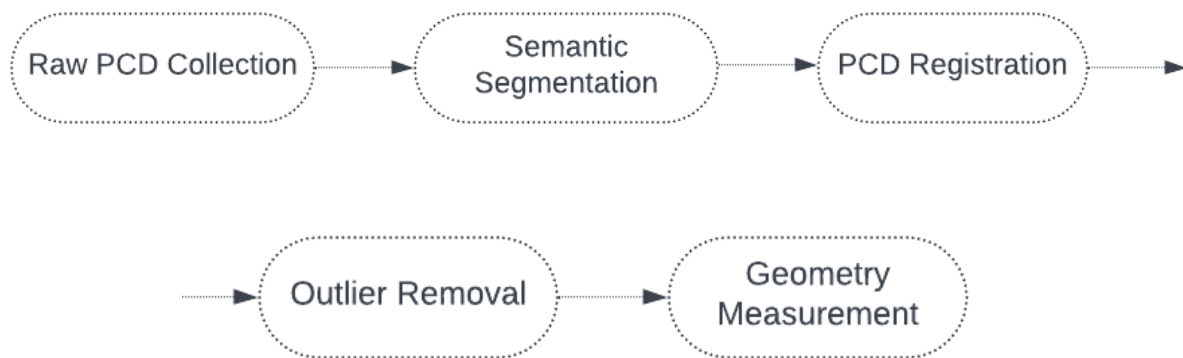 Raw PCD Collection
Semantic
Segmentation
PCD Registration
Outlier Removal
Geometry
Measurement